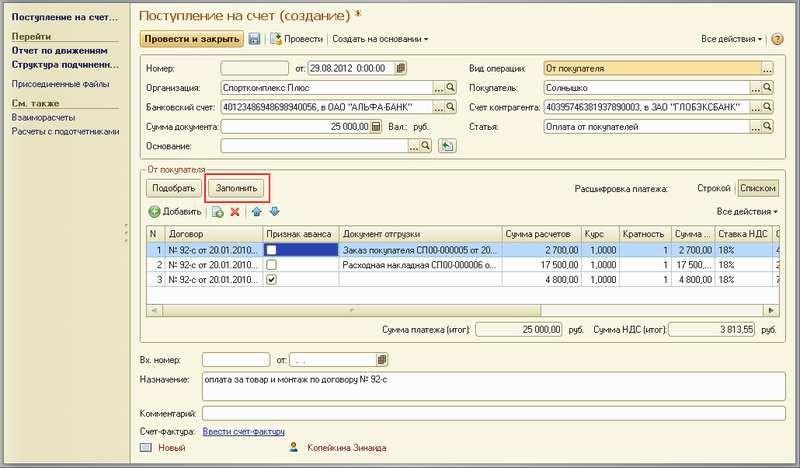 Поступление на счет...
Перейти
Отчет по движениям
Структура подчиненн...
Присоединенные файлы
См. также
Взаиморасчеты
Расчеты с подотчетниками
Поступление на счет (создание) *
Провести и закрыть Провести Создать на основании Все действия
Номер: от: 29.08.2012 0:00:00 Вид операции: От покупателя
Организация: Спорткомплекс Плюс Покупатель: Солнышко
Банковский счет: 40123486948698940056, в ОАО "АЛЬФА-БАНК" Счет контрагента: 40395746381937890003, в ЗАО "ГЛОБЭКСБАНК"
Сумма документа: 25 000,00 Вал.: руб. Статья: Оплата от покупателей
Основание:
От покупателя
Подобрать Заполнить Расшифровка платежа: Строкой Списком
Добавить Все действия
N Договор Признак аванса Документ отгрузки Сумма расчетов Курс Кратность Сумма ... Ставка НДС С
1 № 92-с от 20.01.2010... Заказ покупателя СП00-000005 от 20... 2 700,00 1,0000 1 2 700,00 18% 4
2 № 92-с от 20.01.2010... Расходная накладная СП00-000006 о... 17 500,00 1,0000 1 17 500,... 18% 2
3 № 92-с от 20.01.2010... 4 800,00 1,0000 1 4 800,00 18% 7
Сумма платежа (итог): 25 000,00 руб. Сумма НДС (итог): 3 813,55 руб.
Вх. номер: от: . .
Назначение: оплата за товар и монтаж по договору № 92-с
Комментарий:
Счет-фактура: Ввести счет-фактуру
Новый Копейкина Зинаида